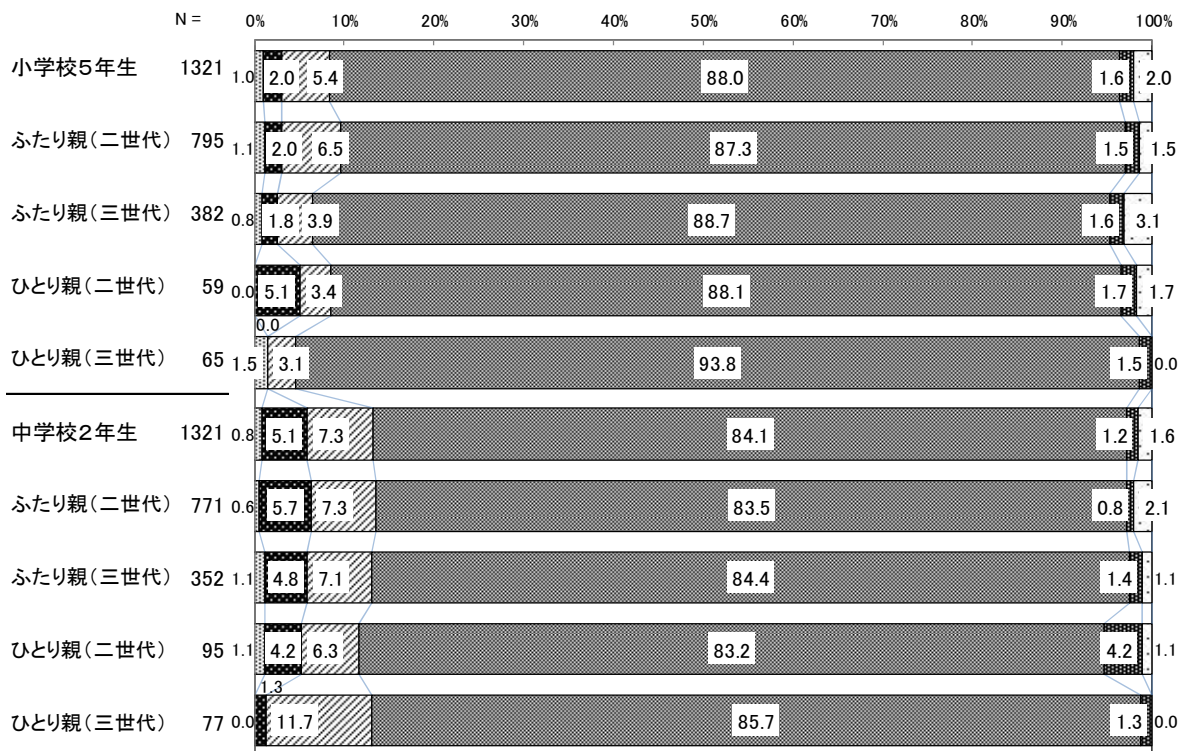 N = 0% 10% 20% 30% 40% 50% 60% 70% 80% 90% 100%
小学校5年生 1321 1.0 2.0 5.4 88.0 1.6 2.0
ふたり親(二世代) 795 1.1 2.0 6.5 87.3 1.5 1.5
ふたり親(三世代) 382 0.8 1.8 3.9 88.7 1.6 3.1
ひとり親(二世代) 59 0.0 5.1 3.4 88.1 1.7 1.7
0.0
ひとり親(三世代) 65 1.5 3.1 93.8 1.5 0.0
中学校2年生 1321 0.8 5.1 7.3 84.1 1.2 1.6
ふたり親(二世代) 771 0.6 5.7 7.3 83.5 0.8 2.1
ふたり親(三世代) 352 1.1 4.8 7.1 84.4 1.4 1.1
ひとり親(二世代) 95 1.1 4.2 6.3 83.2 4.2 1.1
1.3
ひとり親(三世代) 77 0.0 11.7 85.7 1.3 0.0